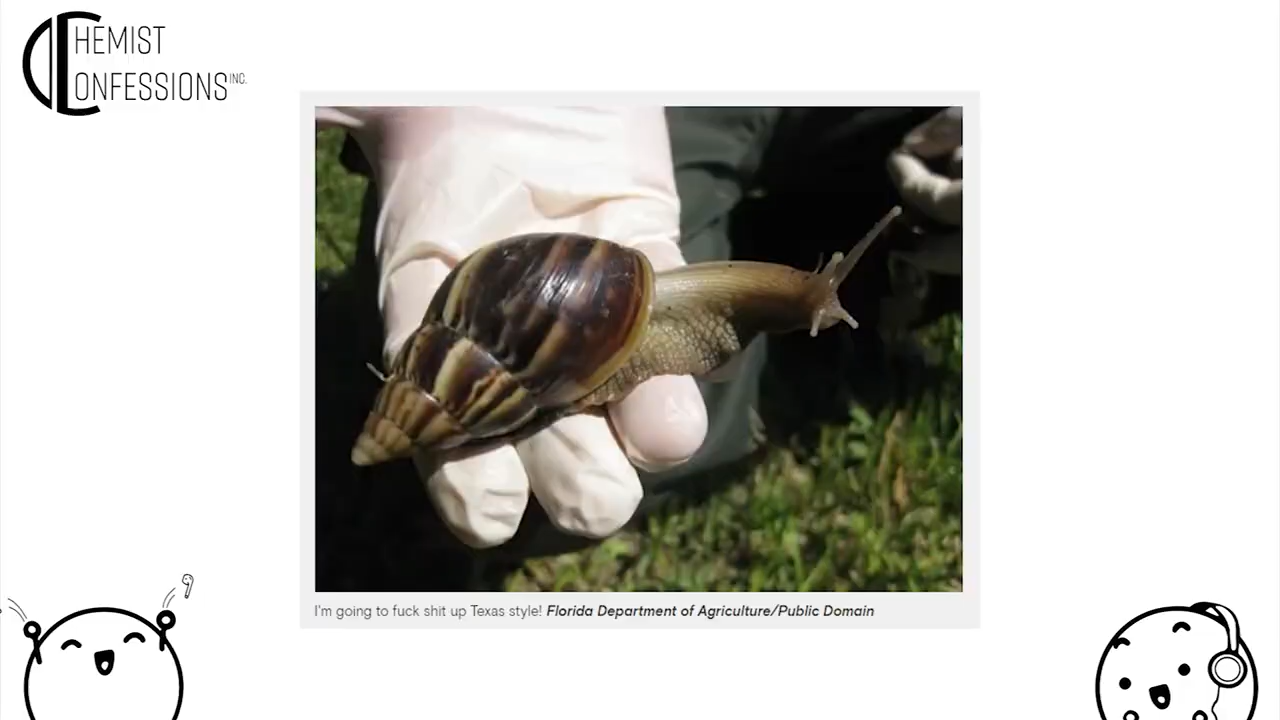 CHEMIST
CONFESSIONS INC.
I'm going to fuck shit up Texas style! Florida Department of Agriculture/Public Domain